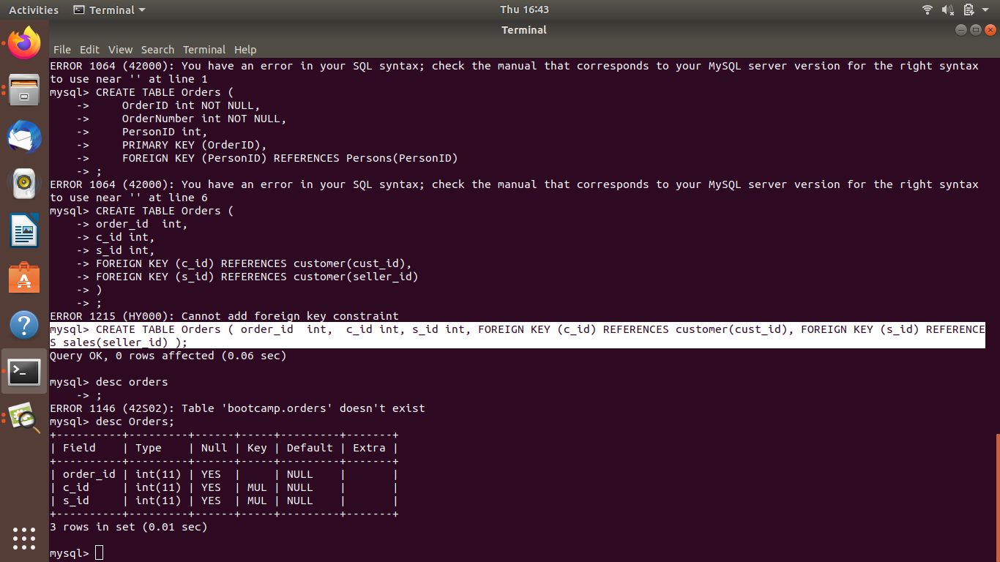 Activities Terminal Thu 16:43
Terminal
File Edit View Search Terminal Help
ERROR 1064 (42000): You have an error in your SQL syntax; check the manual that corresponds to your MySQL server version for the right syntax
to use near '' at line 1
mysql> CREATE TABLE Orders (
    ->     OrderID int NOT NULL,
    ->     OrderNumber int NOT NULL,
    ->     PersonID int,
    ->     PRIMARY KEY (OrderID),
    ->     FOREIGN KEY (PersonID) REFERENCES Persons(PersonID)
    -> ;
ERROR 1064 (42000): You have an error in your SQL syntax; check the manual that corresponds to your MySQL server version for the right syntax
to use near '' at line 6
mysql> CREATE TABLE Orders (
    -> order_id  int,
    -> c_id int,
    -> s_id int,
    -> FOREIGN KEY (c_id) REFERENCES customer(cust_id),
    -> FOREIGN KEY (s_id) REFERENCES customer(seller_id)
    -> )
    -> ;
ERROR 1215 (HY000): Cannot add foreign key constraint
mysql> CREATE TABLE Orders ( order_id  int,  c_id int, s_id int, FOREIGN KEY (c_id) REFERENCES customer(cust_id), FOREIGN KEY (s_id) REFERENCE
S sales(seller_id) );
Query OK, 0 rows affected (0.06 sec)
mysql> desc orders
    -> ;
ERROR 1146 (42S02): Table 'bootcamp.orders' doesn't exist
mysql> desc Orders;
+----------+---------+------+-----+---------+-------+
| Field    | Type    | Null | Key | Default | Extra |
+----------+---------+------+-----+---------+-------+
| order_id | int(11) | YES  |     | NULL    |       |
| c_id     | int(11) | YES  | MUL | NULL    |       |
| s_id     | int(11) | YES  | MUL | NULL    |       |
+----------+---------+------+-----+---------+-------+
3 rows in set (0.01 sec)
mysql>